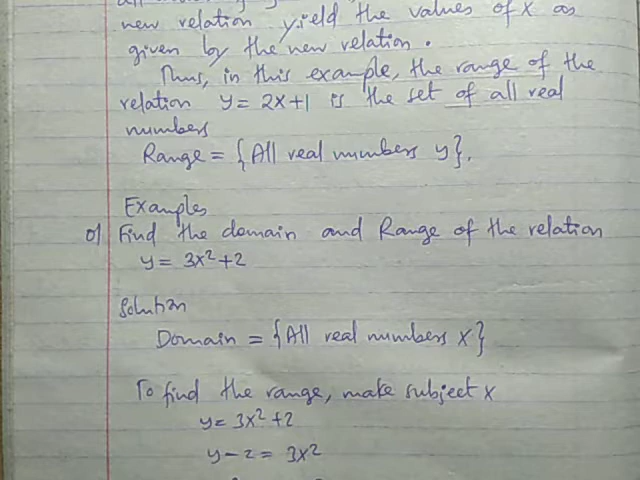 new relation yield the values of x as
given by the new relation.
Thus, in this example, the range of the
relation y = 2x+1 is the set of all real
numbers
Range = {All real numbers y}.
Examples
01 Find the domain and Range of the relation
y = 3x²+2
Solution
Domain = {All real numbers x}
To find the range, make subject x
y = 3x²+2
y-2 = 3x²